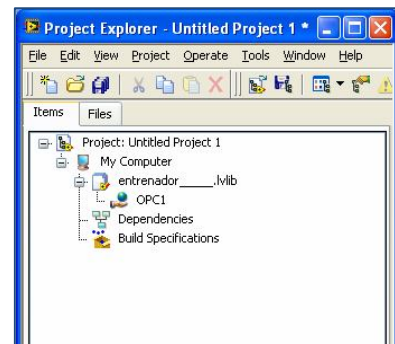 Project Explorer - Untitled Project 1 *
File Edit View Project Operate Tools Window Help
Items Files
Project: Untitled Project 1
My Computer
entrenador_____.lvlib
OPC1
Dependencies
Build Specifications